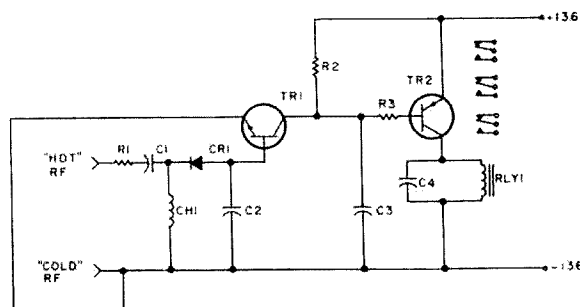 +13.6
R2
TR1
TR2
R3
"HOT"
RF
R1
C1
CR1
CH1
C2
C3
C4
RLY1
"COLD"
RF
-13.6